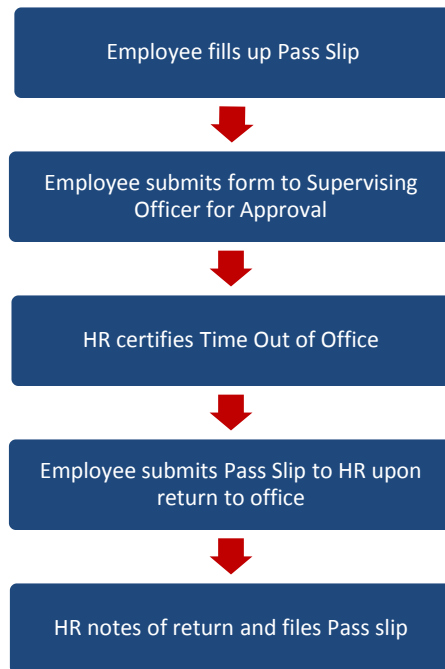 Employee fills up Pass Slip
Employee submits form to Supervising
Officer for Approval
HR certifies Time Out of Office
Employee submits Pass Slip to HR upon
return to office
HR notes of return and files Pass slip